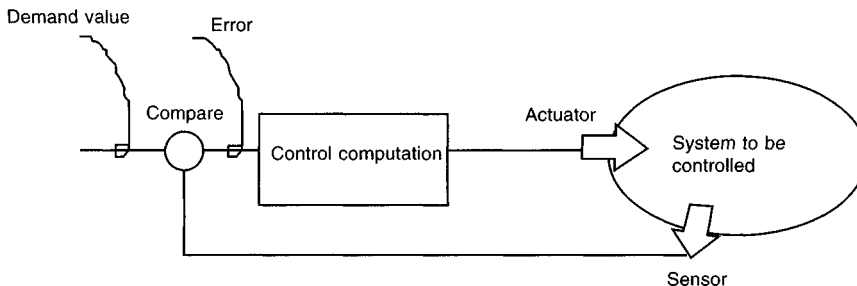 Demand value
Error
Compare
Control computation
Actuator
System to be
controlled
Sensor